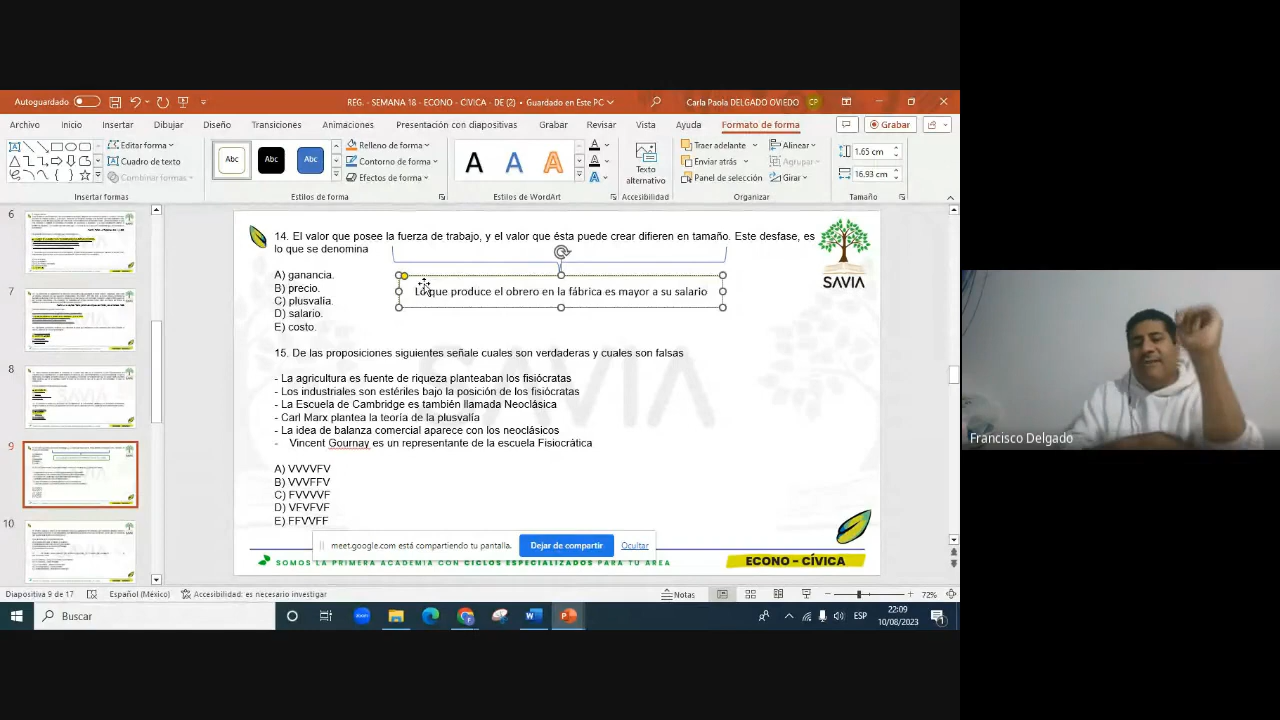 Autoguardado
REG. - SEMANA 18 - ECONO - CIVICA - DE (2) • Guardado en Este PC
Carla Paola DELGADO OVIEDO
CP
Archivo Inicio Insertar Dibujar Diseño Transiciones Animaciones Presentación con diapositivas Grabar Revisar Vista Ayuda Formato de forma
Grabar
Editar forma
Cuadro de texto
Combinar formas
Insertar formas
Abc Abc Abc
Relleno de forma
Contorno de forma
Efectos de forma
Estilos de forma
A A A
Estilos de WordArt
Texto
alternativo
Accesibilidad
Traer adelante
Enviar atrás
Panel de selección
Alinear
Agrupar
Girar
Organizar
1.65 cm
16.93 cm
Tamaño
6
7
8
9
10
14. El valor que posee la fuerza de trabajo, y el valor que ésta puede crear difieren en tamaño. Este desfase, es
lo que se denomina
A) ganancia.
B) precio.
C) plusvalía.
D) salario.
E) costo.
Lo que produce el obrero en la fábrica es mayor a su salario
SAVIA
15. De las proposiciones siguientes señale cuales son verdaderas y cuales son falsas
- La industria es fuente de riqueza planteaban los fisiócratas
- Los industriales son estériles bajo la posición de los fisiócratas
- La Escuela de Cambridge es también llamada Neoclásica
- Carl Marx plantea la teoría de la plusvalía
- La idea de balanza comercial aparece con los neoclásicos
- Vincent Gournay es un representante de la escuela Fisiocrática
A) VVVVFV
B) VVVFFV
C) FVVVVF
D) VFVFVF
E) FFVVFF
meet.google.com está compartiendo
Dejar de compartir
Ocultar
SOMOS LA PRIMERA ACADEMIA CON CICLOS ESPECIALIZADOS PARA TU ÁREA
ECONO - CÍVICA
Diapositiva 9 de 17
Español (México)
Accesibilidad: es necesario investigar
Notas
72%
Buscar
ESP
22:09
10/08/2023
Francisco Delgado